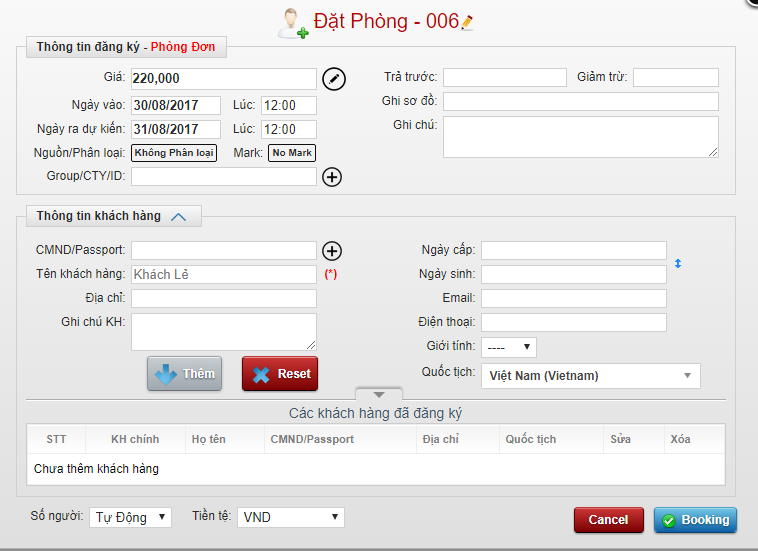 Đặt Phòng - 006
Thông tin đăng ký - Phòng Đơn
Giá: 220,000
Trả trước: Giảm trừ:
Ngày vào: 30/08/2017 Lúc: 12:00
Ghi sơ đồ:
Ngày ra dự kiến: 31/08/2017 Lúc: 12:00
Ghi chú:
Nguồn/Phân loại: Không Phân loại Mark: No Mark
Group/CTY/ID:
Thông tin khách hàng
CMND/Passport:
Ngày cấp:
Tên khách hàng: Khách Lẻ (*)
Ngày sinh:
Địa chỉ:
Email:
Ghi chú KH:
Điện thoại:
Giới tính: ----
Thêm Reset
Quốc tịch: Việt Nam (Vietnam)
Các khách hàng đã đăng ký
STT KH chính Họ tên CMND/Passport Địa chỉ Quốc tịch Sửa Xóa
Chưa thêm khách hàng
Số người: Tự Động Tiền tệ: VND
Cancel Booking